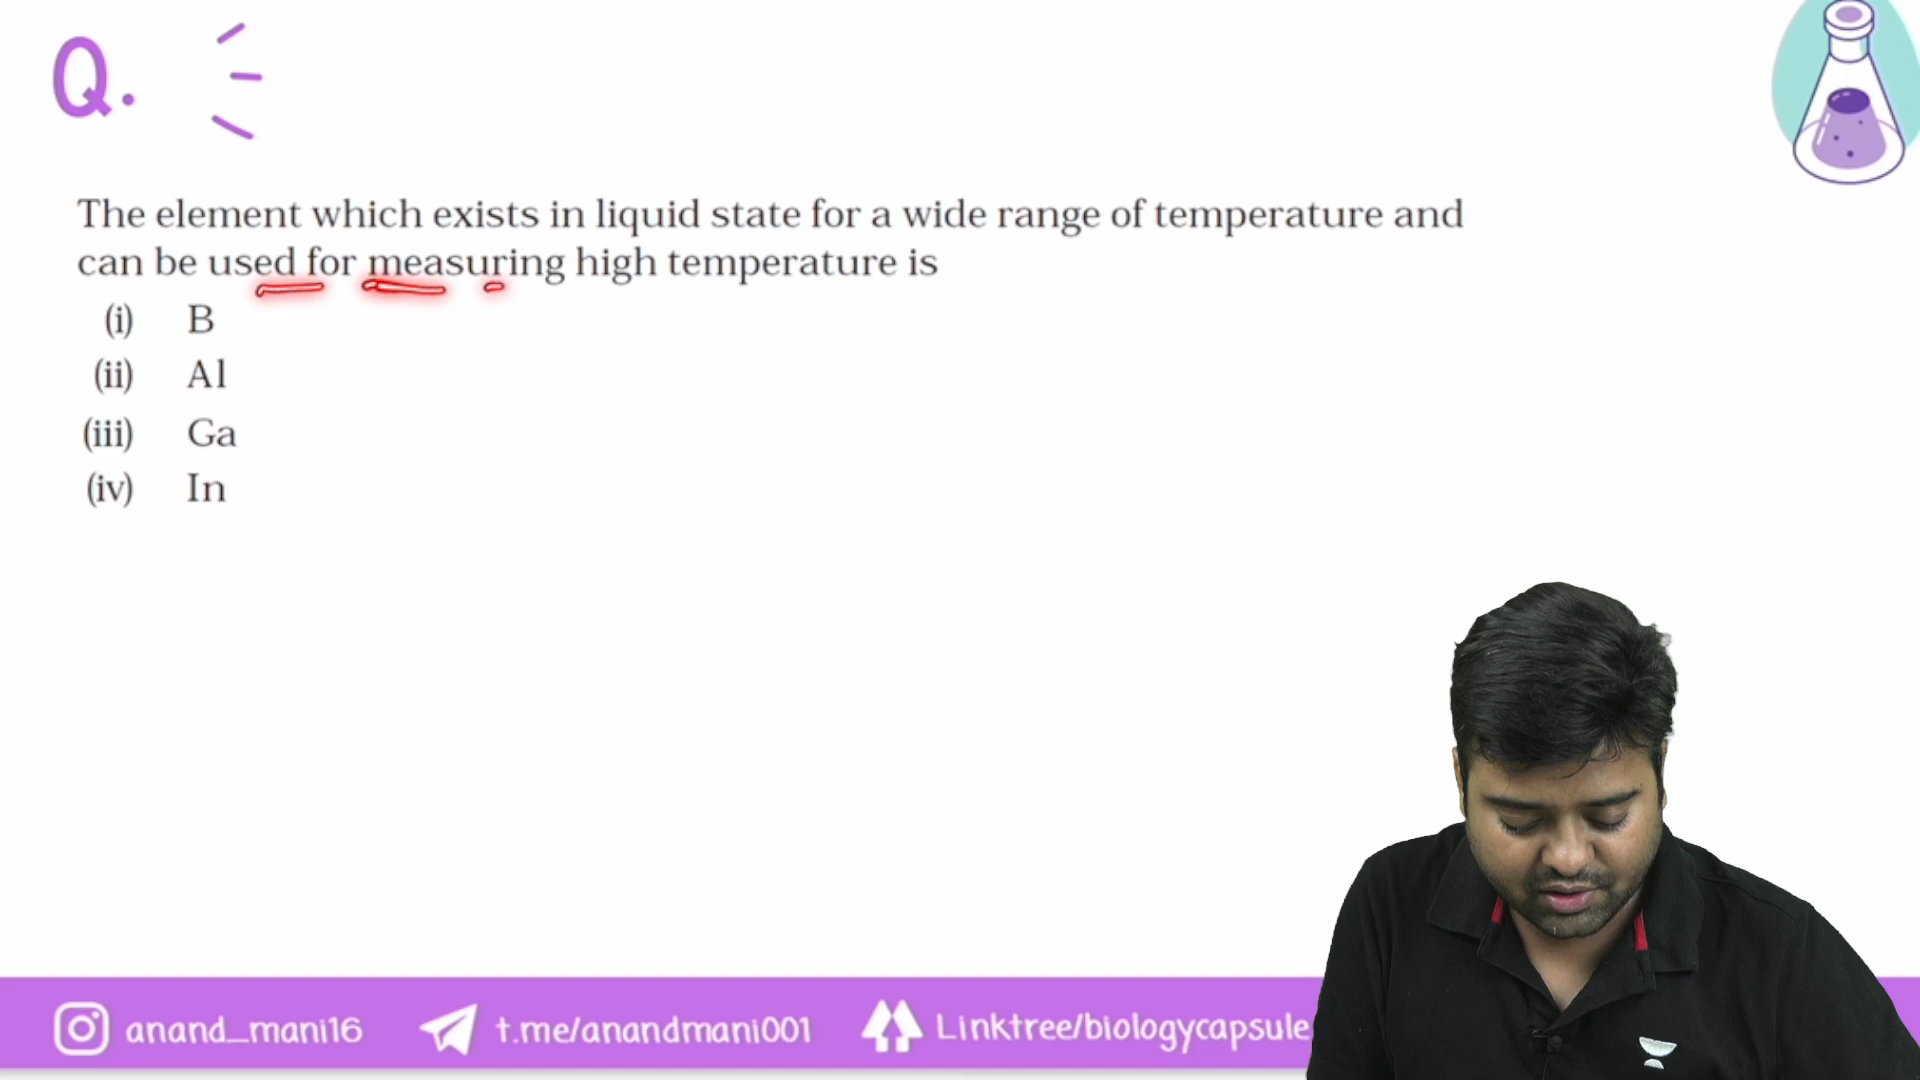 Q.
The element which exists in liquid state for a wide range of temperature and
can be used for measuring high temperature is
(i) B
(ii) Al
(iii) Ga
(iv) In
anand_mani16 t.me/anandmani001 Linktree/biologycapsule